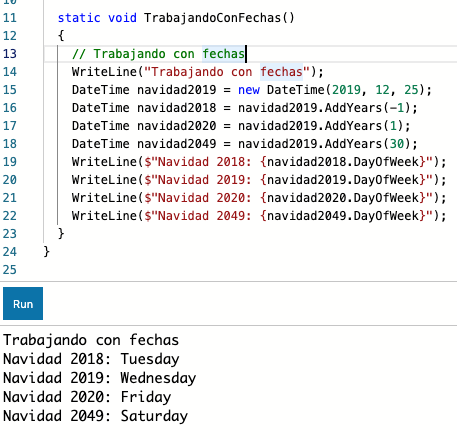 11 static void TrabajandoConFechas()
12 {
13 // Trabajando con fechas
14 WriteLine("Trabajando con fechas");
15 DateTime navidad2019 = new DateTime(2019, 12, 25);
16 DateTime navidad2018 = navidad2019.AddYears(-1);
17 DateTime navidad2020 = navidad2019.AddYears(1);
18 DateTime navidad2049 = navidad2019.AddYears(30);
19 WriteLine($"Navidad 2018: {navidad2018.DayOfWeek}");
20 WriteLine($"Navidad 2019: {navidad2019.DayOfWeek}");
21 WriteLine($"Navidad 2020: {navidad2020.DayOfWeek}");
22 WriteLine($"Navidad 2049: {navidad2049.DayOfWeek}");
23 }
24 }
25
Run
Trabajando con fechas
Navidad 2018: Tuesday
Navidad 2019: Wednesday
Navidad 2020: Friday
Navidad 2049: Saturday